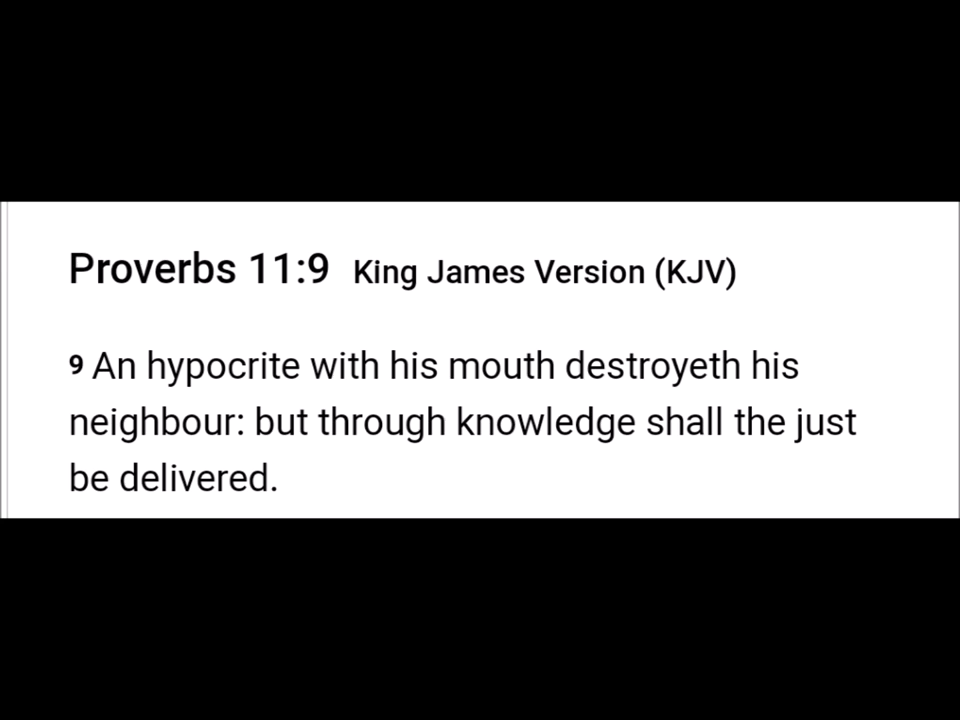 Proverbs 11:9 King James Version (KJV)
9 An hypocrite with his mouth destroyeth his
neighbour: but through knowledge shall the just
be delivered.